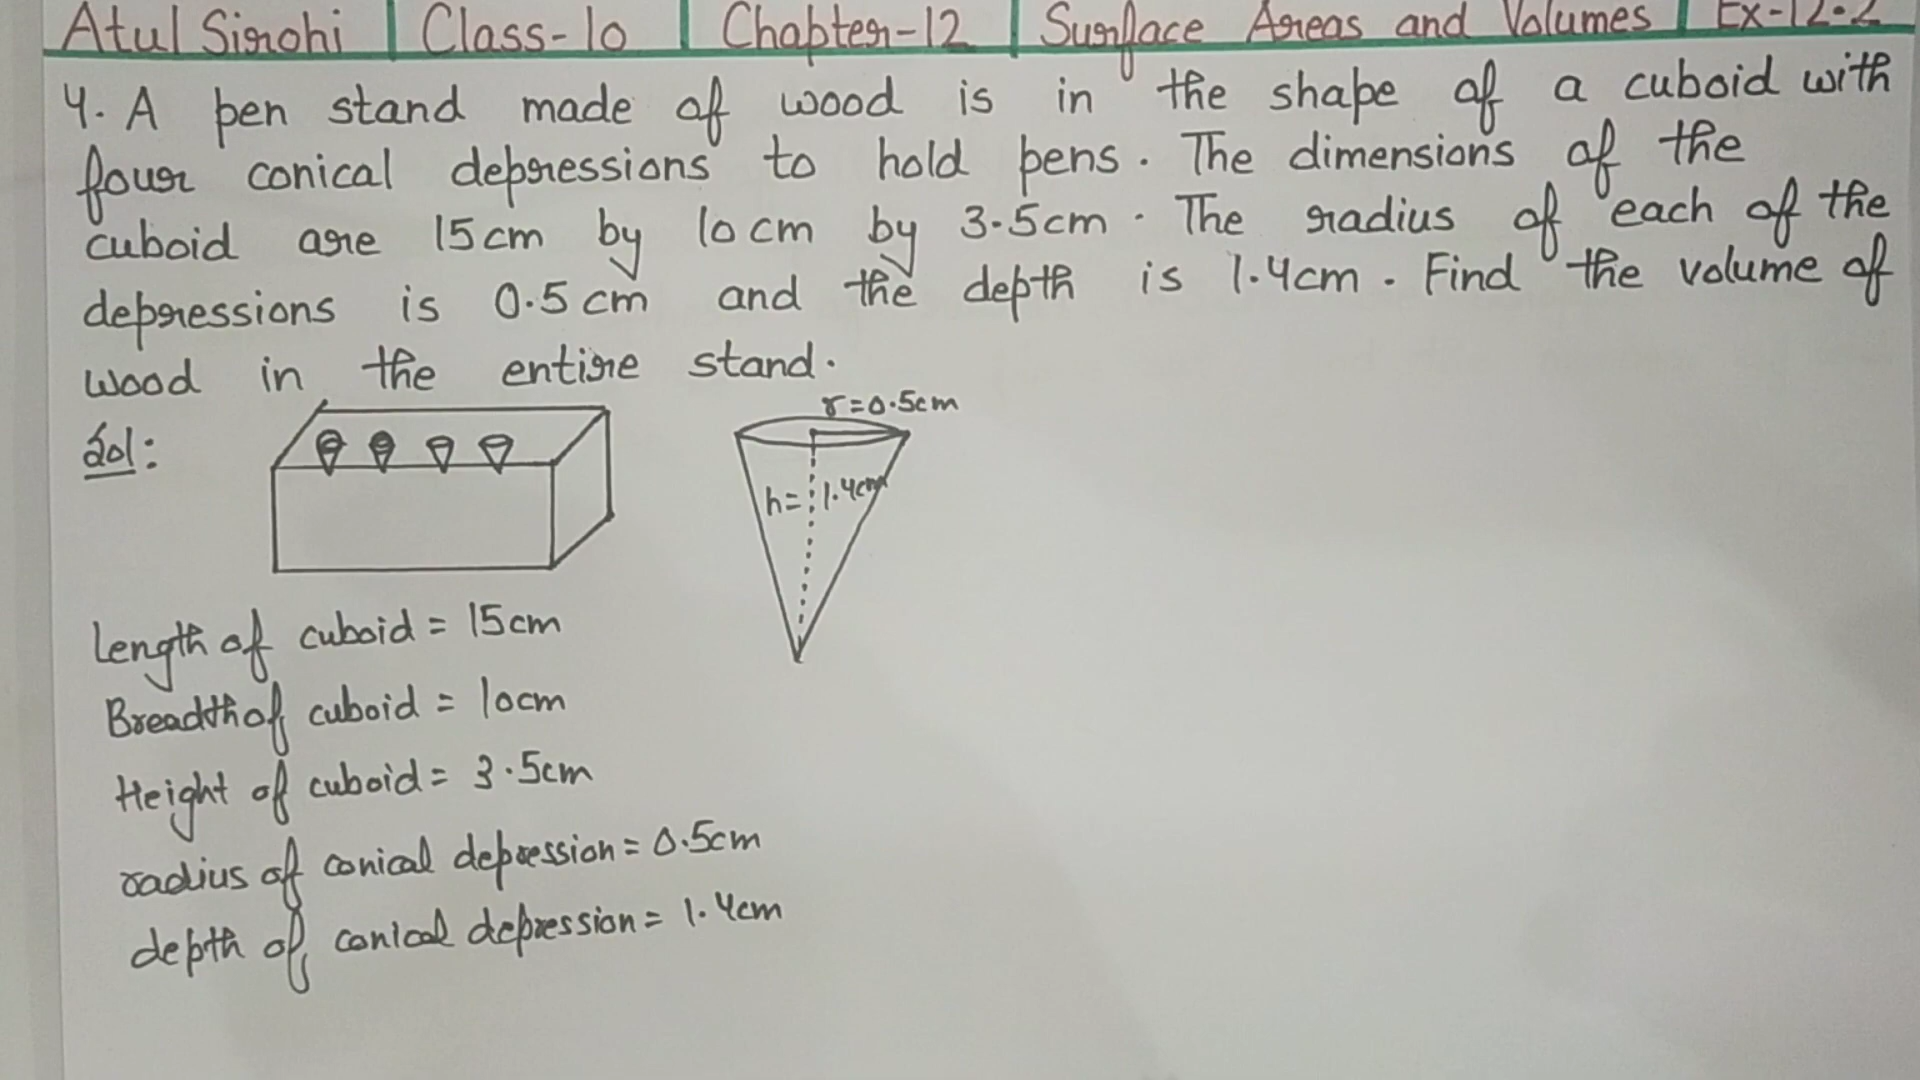 Atul Sirohi | Class-10 | Chapter-12 | Surface Areas and Volumes | Ex-12.2
4. A pen stand made of wood is in the shape of a cuboid with
four conical depressions to hold pens. The dimensions of the
cuboid are 15cm by 10cm by 3.5cm. The radius of each of the
depressions is 0.5cm and the depth is 1.4cm. Find the volume of
wood in the entire stand.
Sol:
r=0.5cm
h=1.4cm
Length of cuboid = 15cm
Breadth of cuboid = 10cm
Height of cuboid = 3.5cm
radius of conical depression = 0.5cm
depth of conical depression = 1.4cm